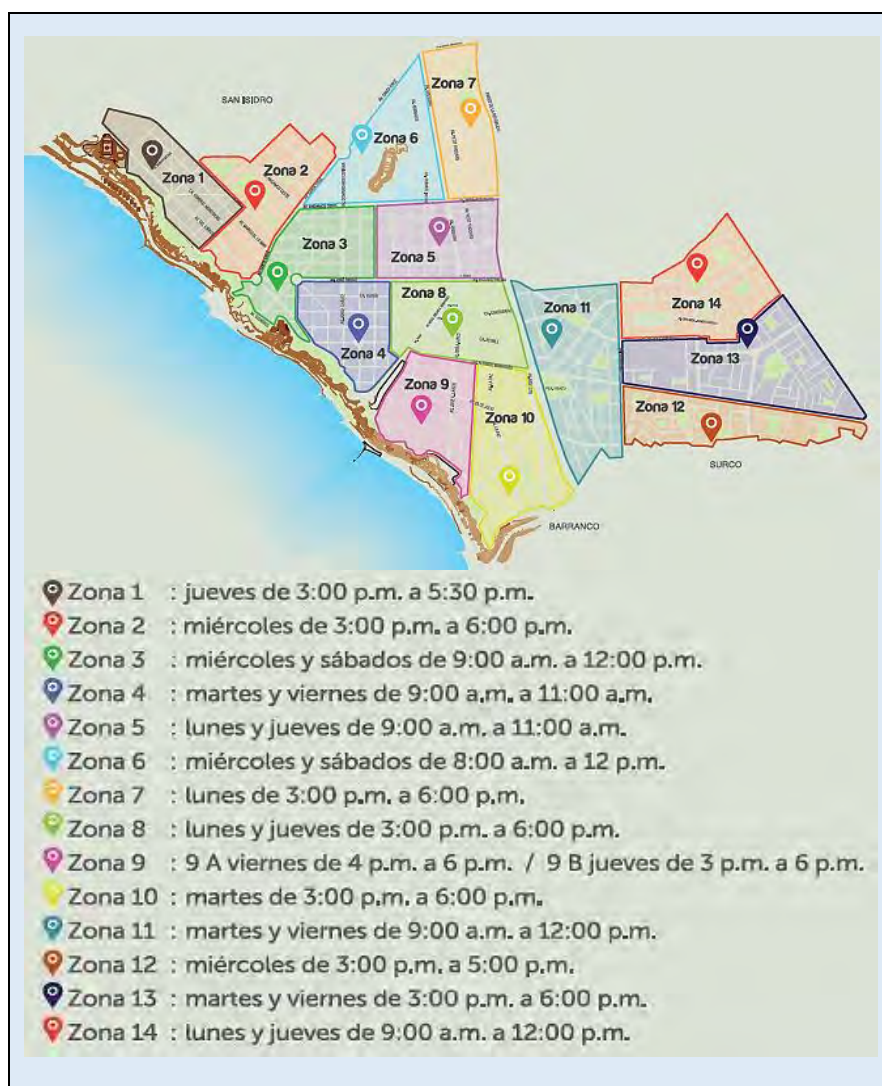 SAN ISIDRO
Zona 7
Zona 6
Zona 1
Zona 2
Zona 3
Zona 5
Zona 8
Zona 11
Zona 14
Zona 4
Zona 13
Zona 9
Zona 10
Zona 12
SURCO
BARRANCO
Zona 1 : jueves de 3:00 p.m. a 5:30 p.m.
Zona 2 : miércoles de 3:00 p.m. a 6:00 p.m.
Zona 3 : miércoles y sábados de 9:00 a.m. a 12:00 p.m.
Zona 4 : martes y viernes de 9:00 a.m. a 11:00 a.m.
Zona 5 : lunes y jueves de 9:00 a.m. a 11:00 a.m.
Zona 6 : miércoles y sábados de 8:00 a.m. a 12 p.m.
Zona 7 : lunes de 3:00 p.m. a 6:00 p.m.
Zona 8 : lunes y jueves de 3:00 p.m. a 6:00 p.m.
Zona 9 : 9 A viernes de 4 p.m. a 6 p.m. / 9 B jueves de 3 p.m. a 6 p.m.
Zona 10 : martes de 3:00 p.m. a 6:00 p.m.
Zona 11 : martes y viernes de 9:00 a.m. a 12:00 p.m.
Zona 12 : miércoles de 3:00 p.m. a 5:00 p.m.
Zona 13 : martes y viernes de 3:00 p.m. a 6:00 p.m.
Zona 14 : lunes y jueves de 9:00 a.m. a 12:00 p.m.